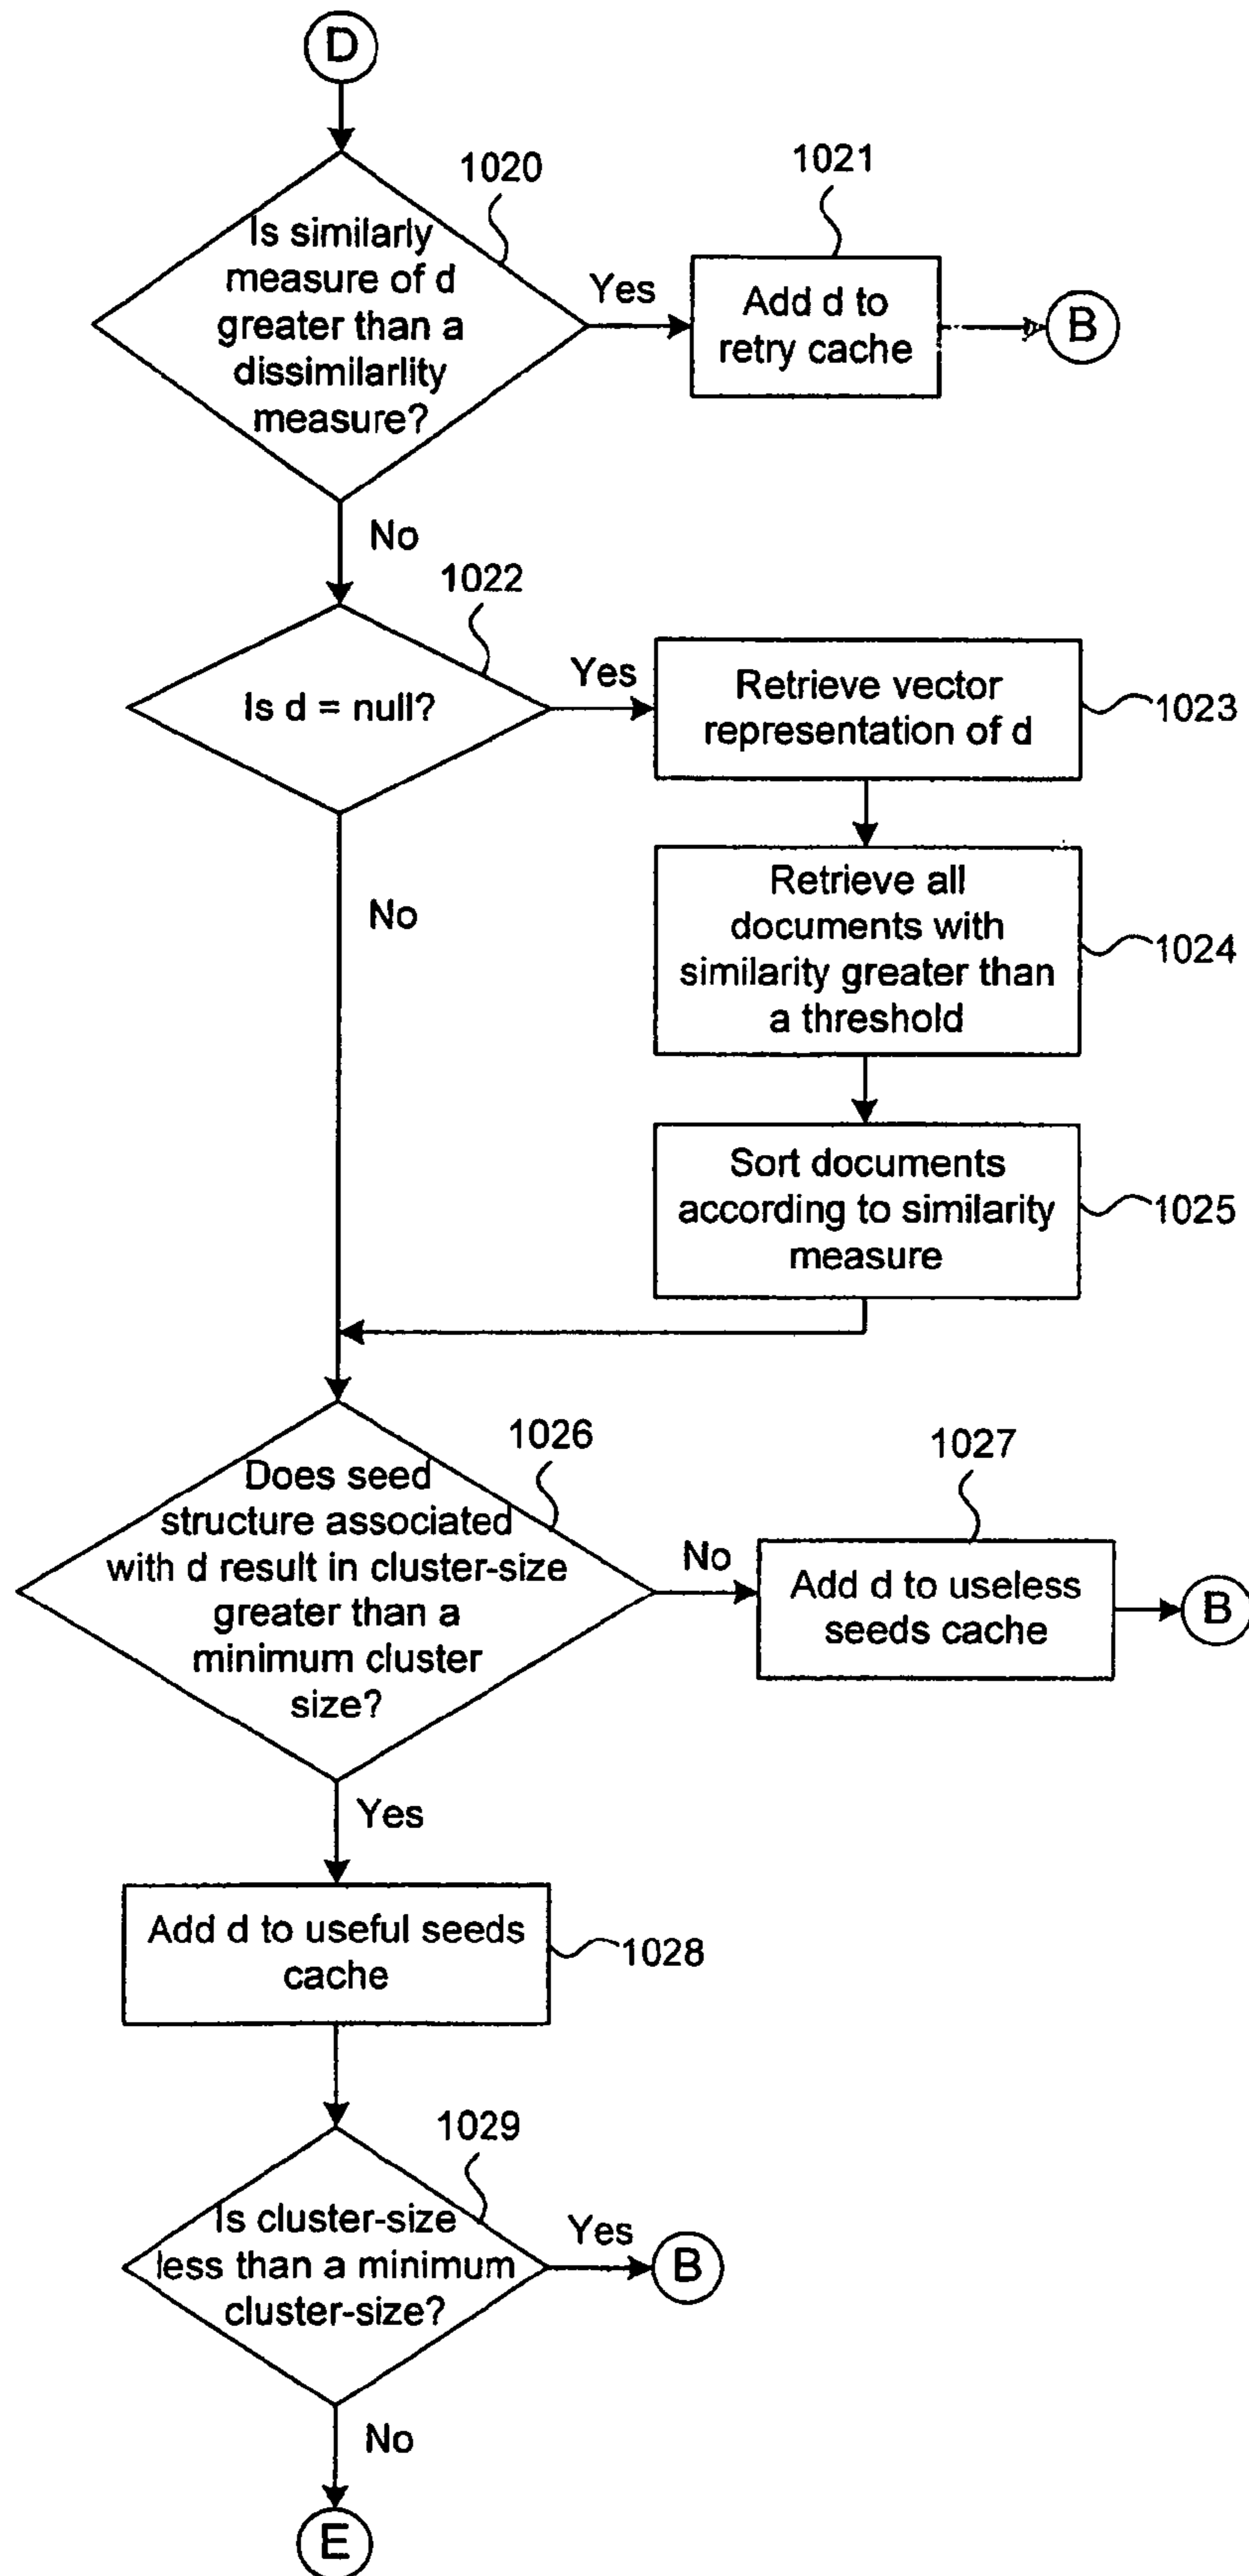 D
1020
Is similarly
measure of d
greater than a
dissimilarlity
measure?
Yes
1021
Add d to
retry cache
B
No
1022
Is d = null?
Yes
Retrieve vector
representation of d
1023
No
Retrieve all
documents with
similarity greater than
a threshold
1024
Sort documents
according to similarity
measure
1025
1026
Does seed
structure associated
with d result in cluster-size
greater than a
minimum cluster
size?
No
1027
Add d to useless
seeds cache
B
Yes
Add d to useful seeds
cache
1028
1029
Is cluster-size
less than a minimum
cluster-size?
Yes
B
No
E